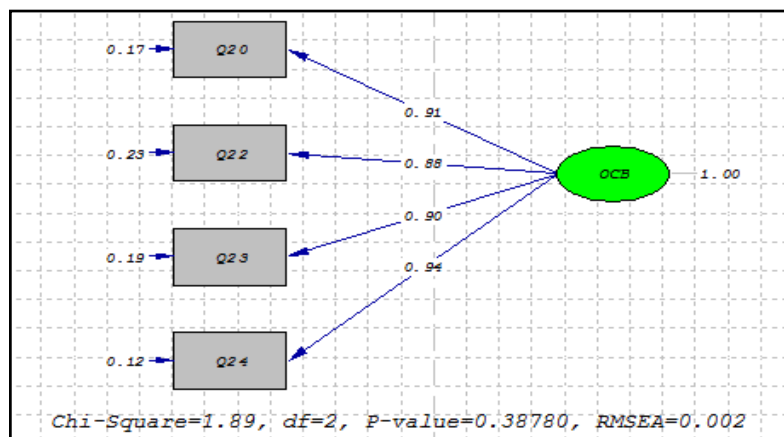 0.17 Q20
0.91
0.23 Q22
0.88
OCB 1.00
0.90
0.19 Q23
0.94
0.12 Q24
Chi-Square=1.89, df=2, P-value=0.38780, RMSEA=0.002